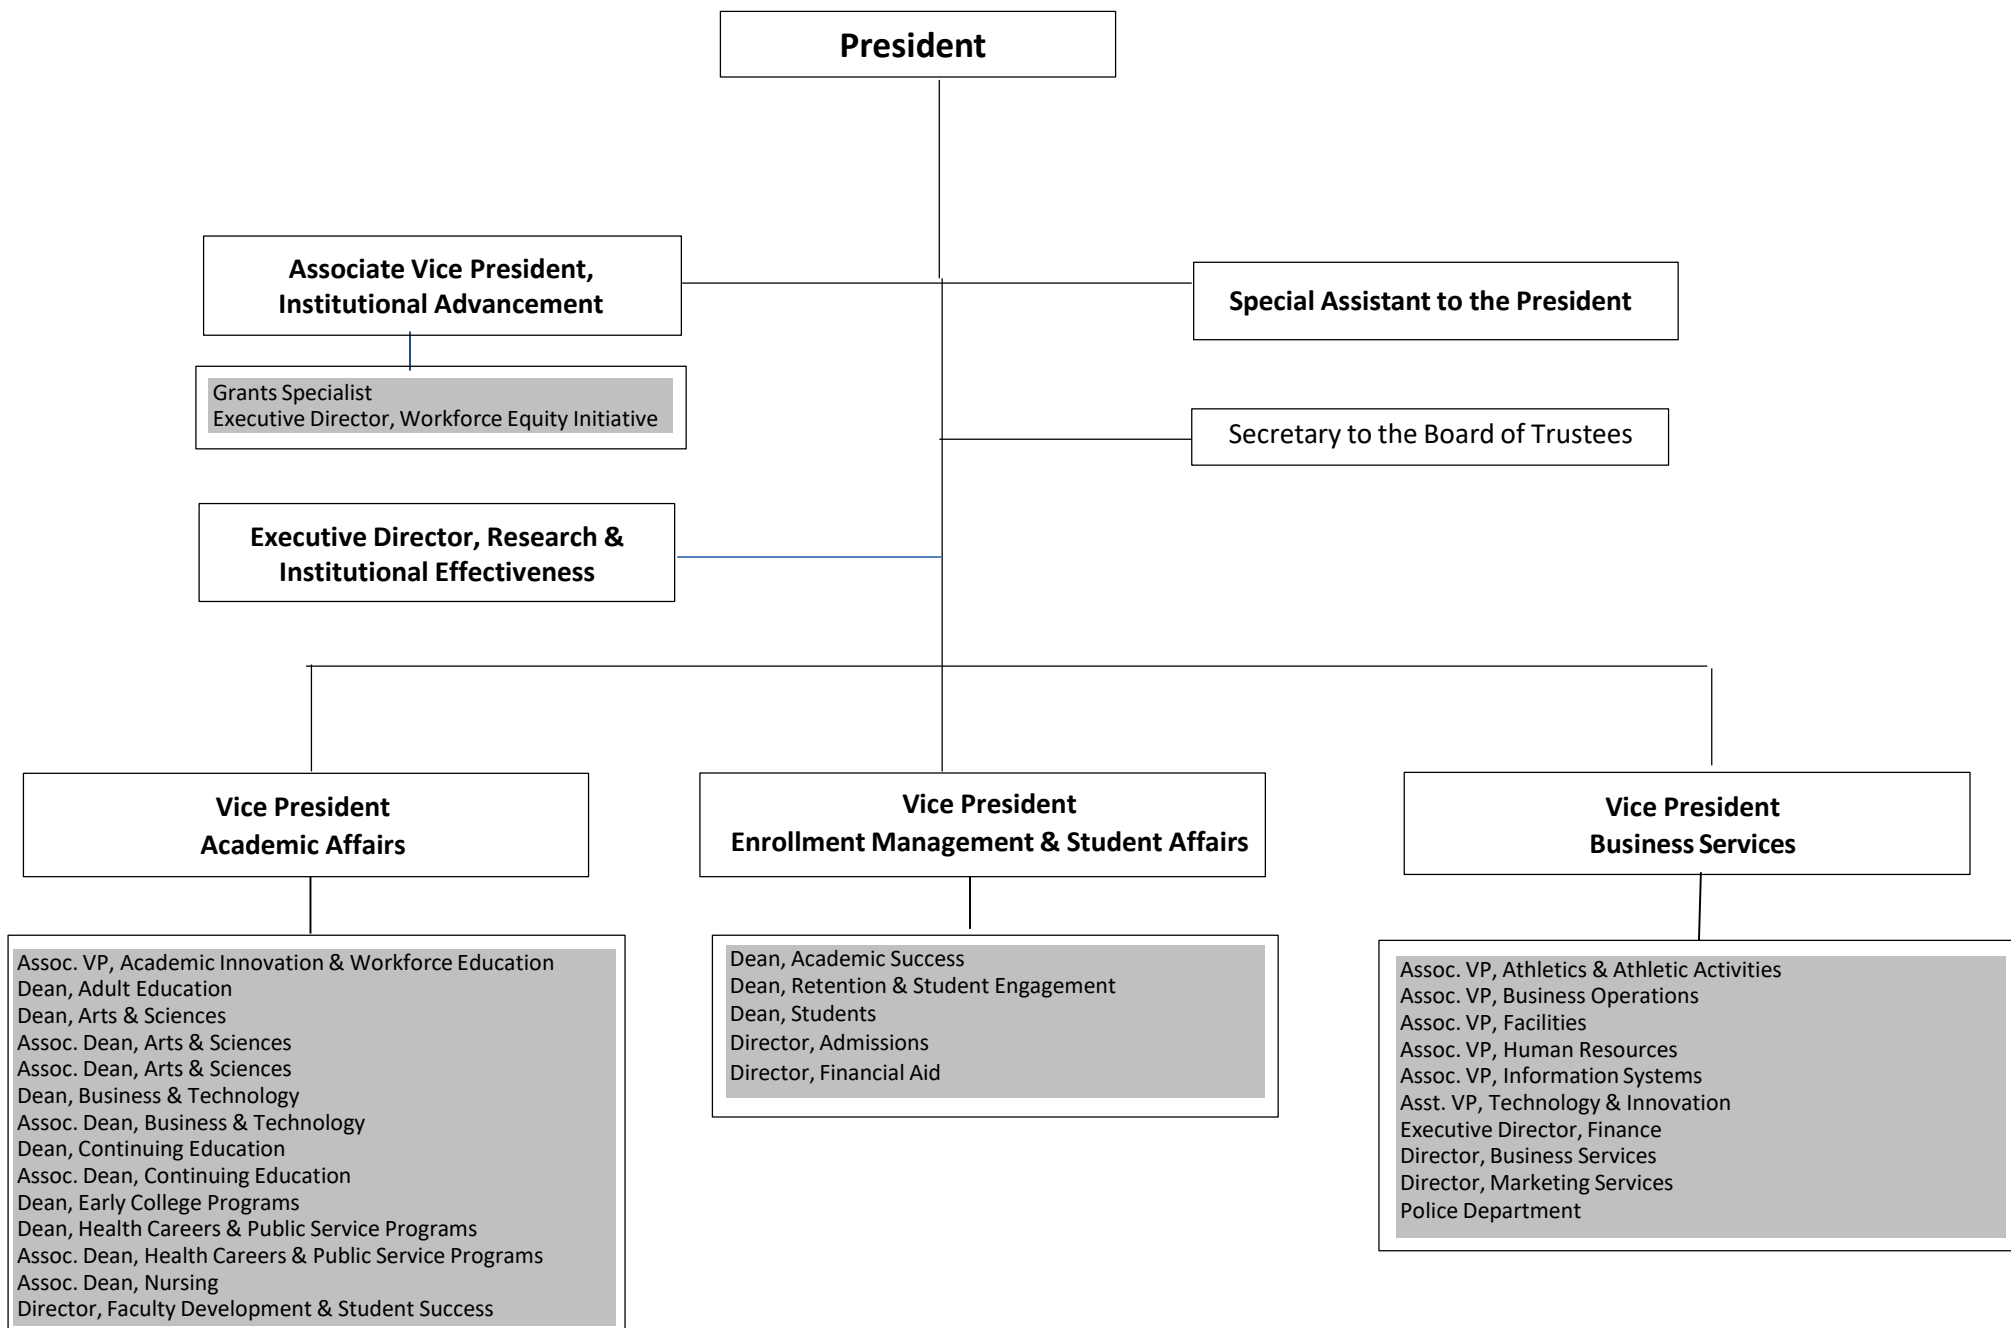 President
Associate Vice President,
Institutional Advancement
Special Assistant to the President
Grants Specialist
Executive Director, Workforce Equity Initiative
Secretary to the Board of Trustees
Executive Director, Research &
Institutional Effectiveness
Vice President
Academic Affairs
Vice President
Enrollment Management & Student Affairs
Vice President
Business Services
Assoc. VP, Academic Innovation & Workforce Education
Dean, Adult Education
Dean, Arts & Sciences
Assoc. Dean, Arts & Sciences
Assoc. Dean, Arts & Sciences
Dean, Business & Technology
Assoc. Dean, Business & Technology
Dean, Continuing Education
Assoc. Dean, Continuing Education
Dean, Early College Programs
Dean, Health Careers & Public Service Programs
Assoc. Dean, Health Careers & Public Service Programs
Assoc. Dean, Nursing
Director, Faculty Development & Student Success
Dean, Academic Success
Dean, Retention & Student Engagement
Dean, Students
Director, Admissions
Director, Financial Aid
Assoc. VP, Athletics & Athletic Activities
Assoc. VP, Business Operations
Assoc. VP, Facilities
Assoc. VP, Human Resources
Assoc. VP, Information Systems
Asst. VP, Technology & Innovation
Executive Director, Finance
Director, Business Services
Director, Marketing Services
Police Department